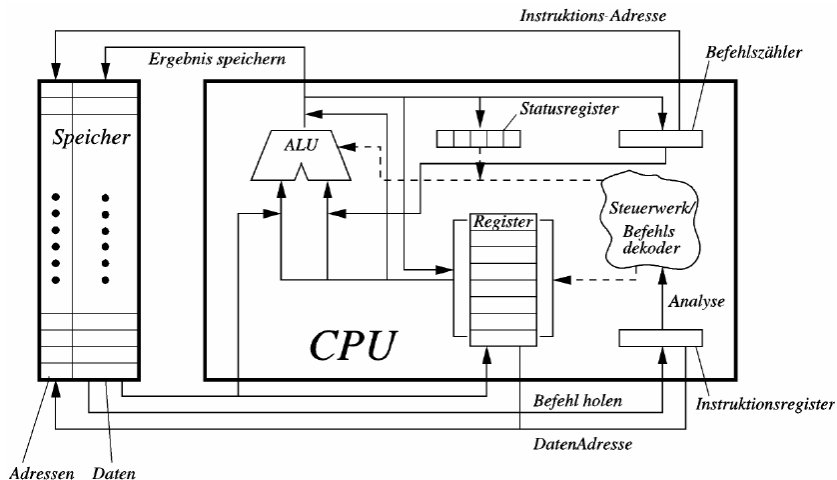 Instruktions-Adresse
Ergebnis speichern
Befehlszähler
Statusregister
Speicher
ALU
Steuerwerk/
Befehls
dekoder
Register
Analyse
CPU
Befehl holen
Instruktionsregister
DatenAdresse
Adressen
Daten